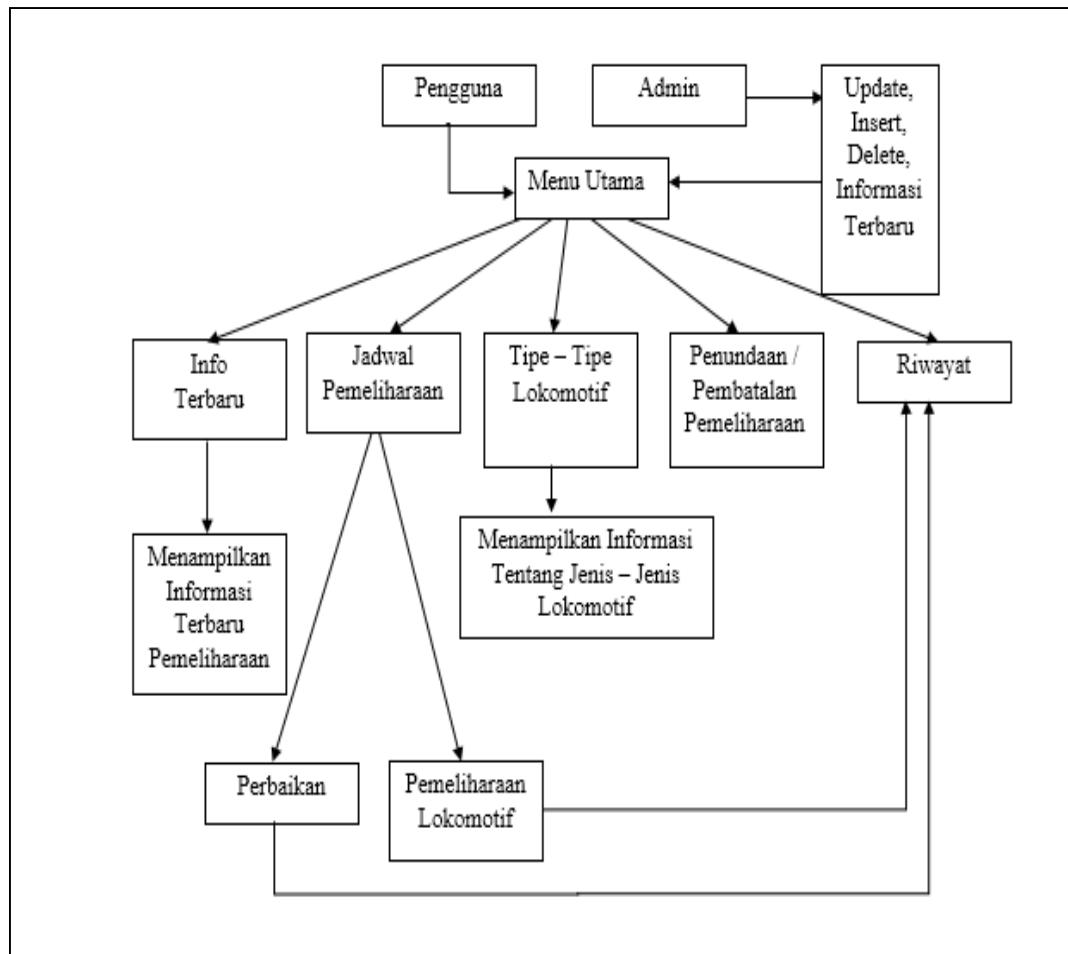 Pengguna
Admin
Update,
Insert,
Delete,
Informasi
Terbaru
Menu Utama
Info
Terbaru
Jadwal
Pemeliharaan
Tipe – Tipe
Lokomotif
Penundaan /
Pembatalan
Pemeliharaan
Riwayat
Menampilkan
Informasi
Terbaru
Pemeliharaan
Menampilkan Informasi
Tentang Jenis – Jenis
Lokomotif
Perbaikan
Pemeliharaan
Lokomotif